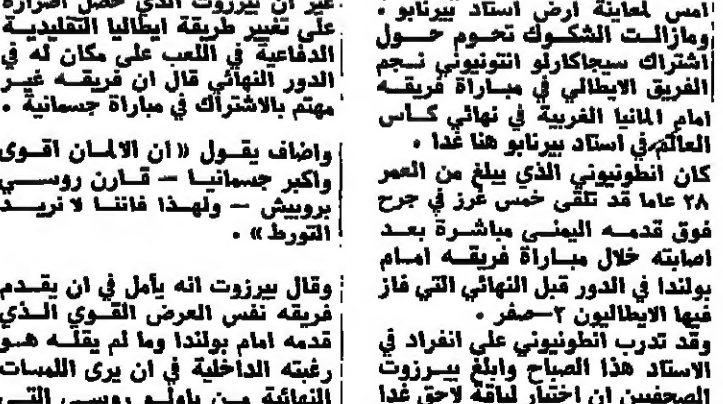 امس لمعاينة ارض استاد بيرنابو .
ومازالت الشكوك تحوم حول
اشتراك سيجاكارلو انتونيوني نجم
الفريق الايطالي في مباراة فريقه
امام المانيا الغربية في نهائي كاس
العالم في استاد بيرنابو هنا غدا .
كان انطونيوني الذي يبلغ من العمر
٢٨ عاما قد تلقى خمس غرز في جرح
فوق قدمه اليمنى مباشرة بعد
اصابته خلال مباراة فريقه امام
بولندا في الدور قبل النهائي التي فاز
فيها الايطاليون ٢–صفر .
وقد تدرب انطونيوني على انفراد في
الاستاد هذا الصباح وابلغ بيرزوت
الصحفيين ان اختبار لياقة لاحق غدا
غير ان بيرزوت الذي حصل اصراره
على تغيير طريقة ايطاليا التقليدية
الدفاعية في اللعب على مكان له في
الدور النهائي قال ان فريقه غير
مهتم بالاشتراك في مباراة جسمانية .
واضاف يقول « ان الالمان اقوى
واكبر جسمانيا – قارن روسي
بروبيش – ولهذا فاننا لا نريد
التورط » .
وقال بيرزوت انه يأمل في ان يقدم
فريقه نفس العرض القوي الذي
قدمه امام بولندا وما لم يقله هو
رغبته الداخلية في ان يرى اللمسات
النهائية من باولو روسي التي